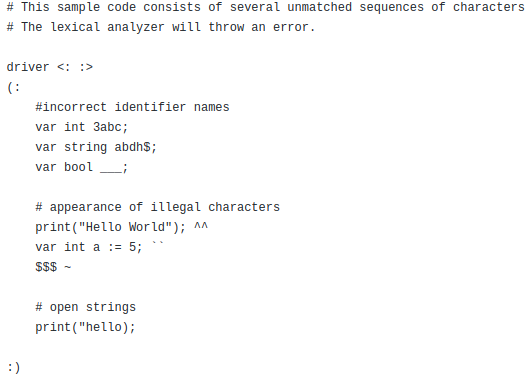 # This sample code consists of several unmatched sequences of characters
# The lexical analyzer will throw an error.
driver <: :>
(:
#incorrect identifier names
var int 3abc;
var string abdh$;
var bool ___;
# appearance of illegal characters
print("Hello World"); ^^
var int a := 5; ``
$$$ ~
# open strings
print("hello);
:)